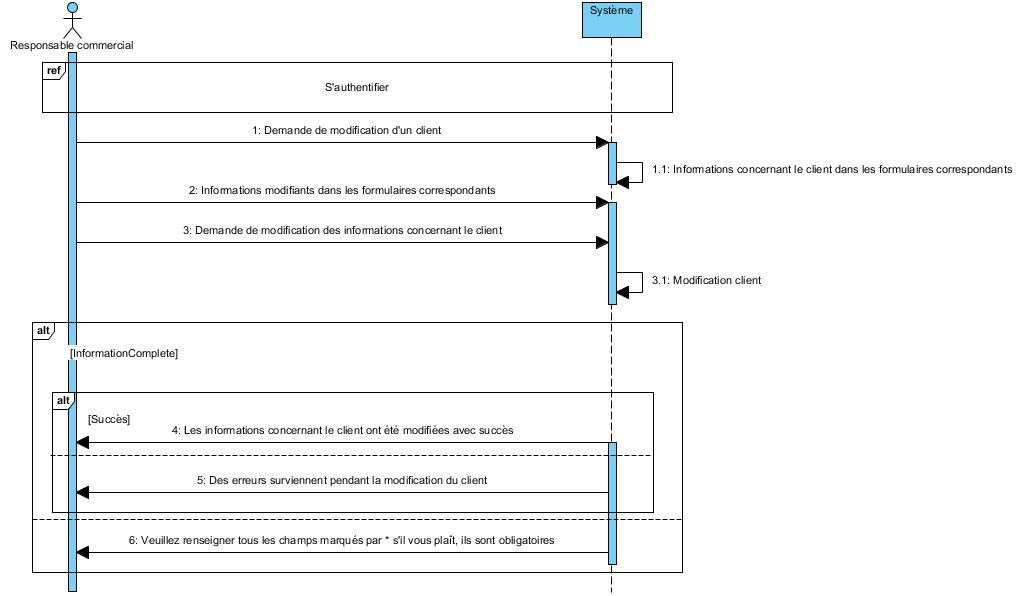 Système
Responsable commercial
ref
S'authentifier
1: Demande de modification d'un client
1.1: Informations concernant le client dans les formulaires correspondants
2: Informations modifiants dans les formulaires correspondants
3: Demande de modification des informations concernant le client
3.1: Modification client
alt
[InformationComplete]
alt
[Succès]
4: Les informations concernant le client ont été modifiées avec succès
5: Des erreurs surviennent pendant la modification du client
6: Veuillez renseigner tous les champs marqués par * s'il vous plaît, ils sont obligatoires